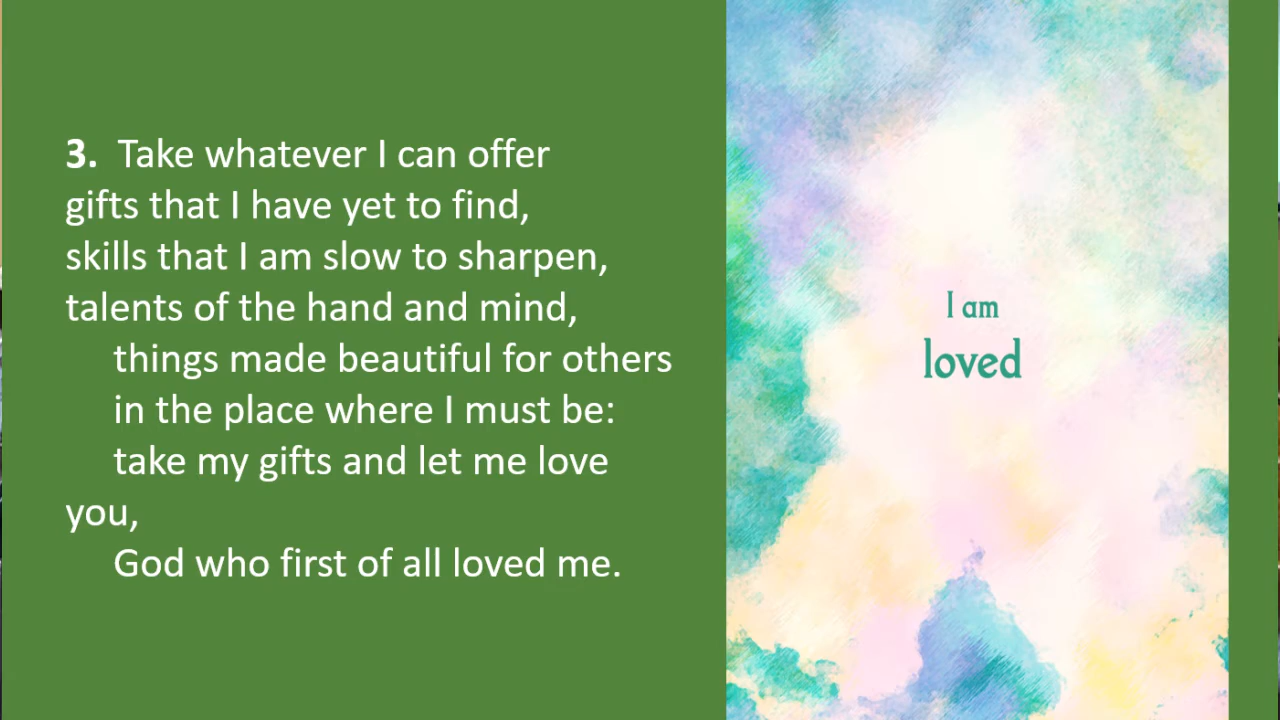 3. Take whatever I can offer
gifts that I have yet to find,
skills that I am slow to sharpen,
talents of the hand and mind,
things made beautiful for others
in the place where I must be:
take my gifts and let me love
you,
God who first of all loved me.
I am
loved